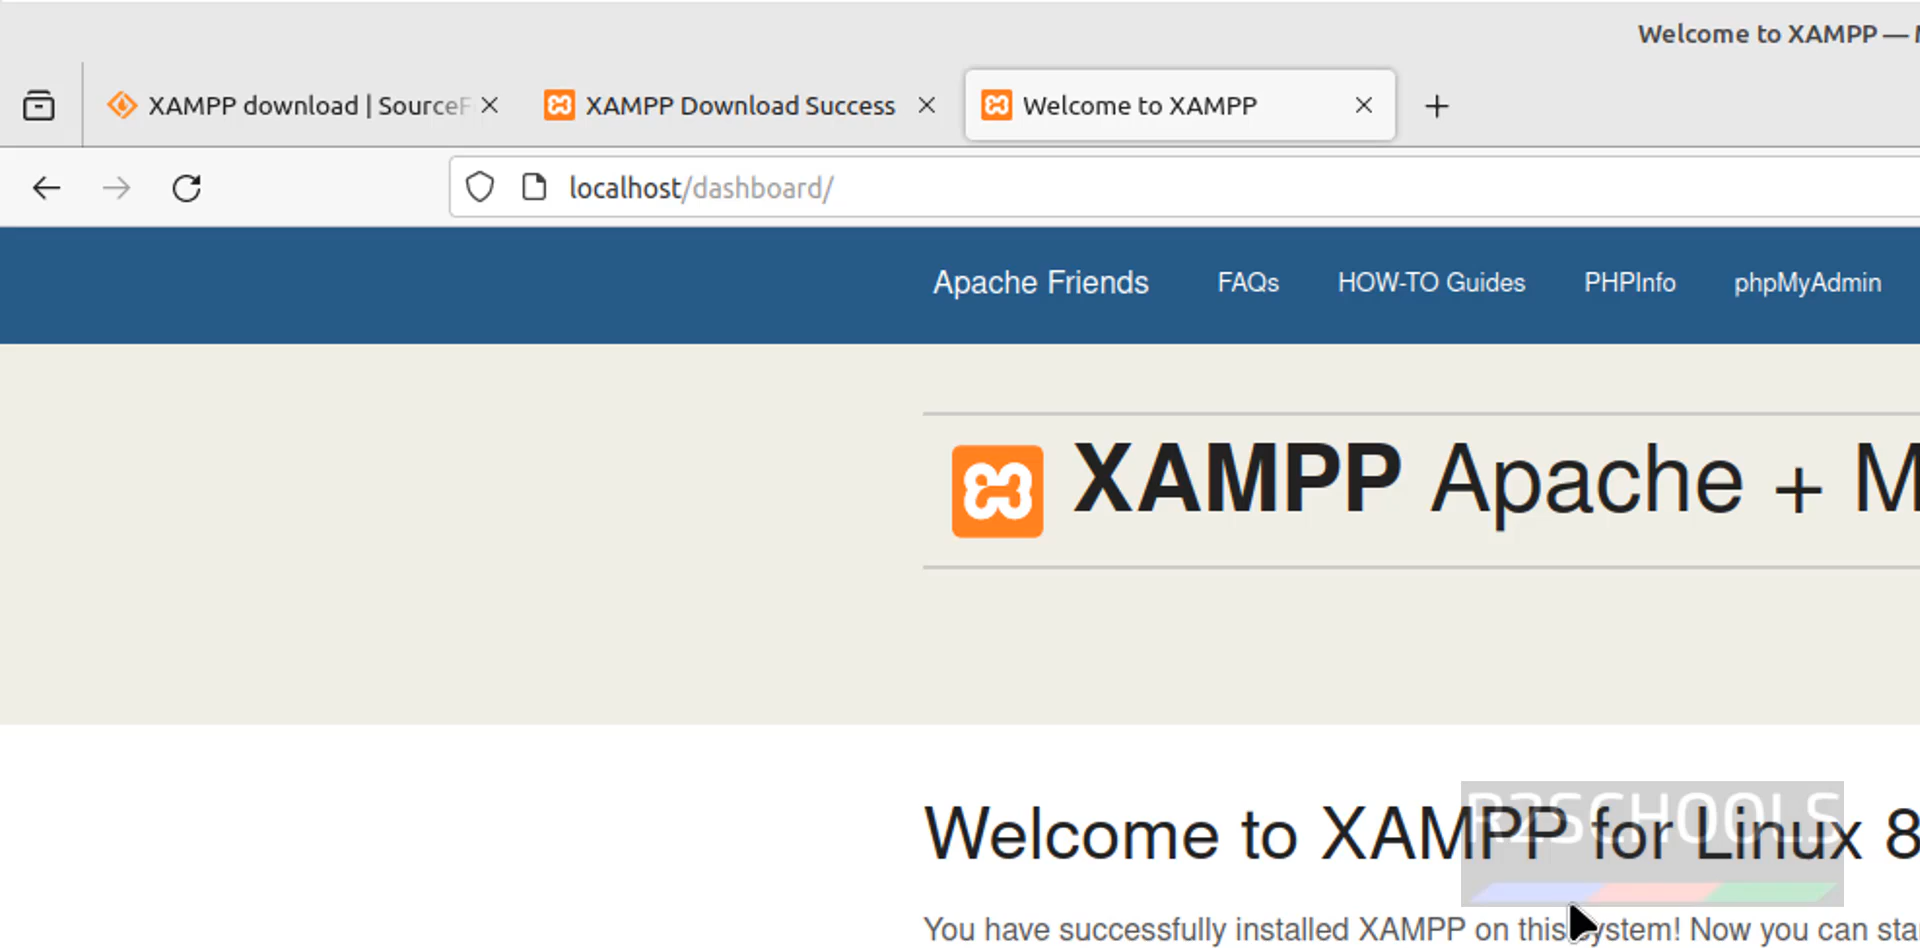 Welcome to XAMPP —
XAMPP download | Source
XAMPP Download Success
Welcome to XAMPP
localhost/dashboard/
Apache Friends
FAQs
HOW-TO Guides
PHPInfo
phpMyAdmin
XAMPP Apache + M
Welcome to XAMPP for Linux 8
R2SCHOOLS
You have successfully installed XAMPP on this system! Now you can sta